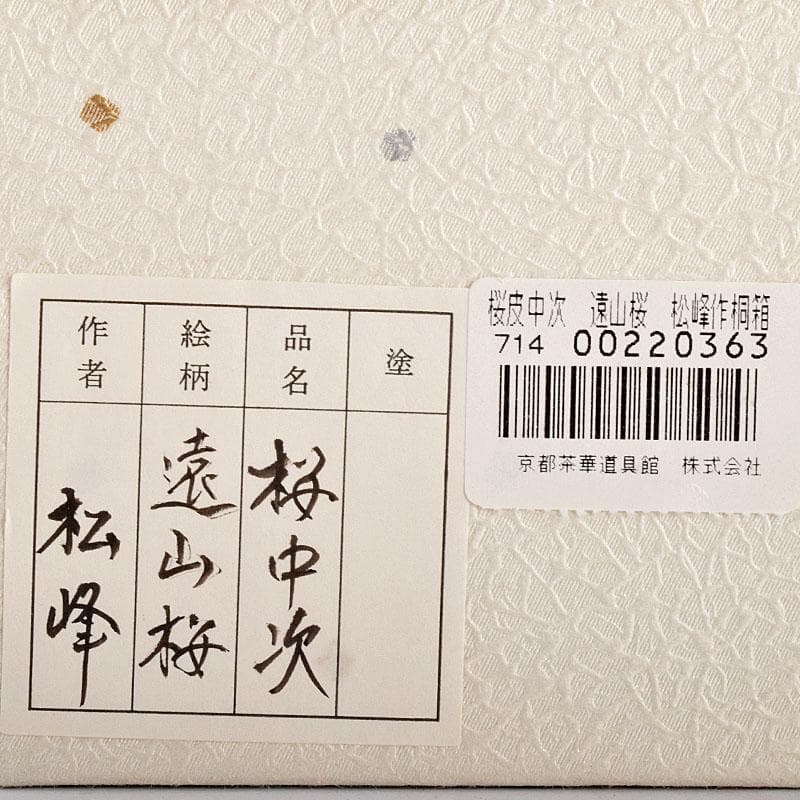 塗
品名
桜中次
絵柄
遠山桜
作者
松峰
桜皮中次 遠山桜 松峰作桐箱
714 00220363
京都茶華道具館 株式会社